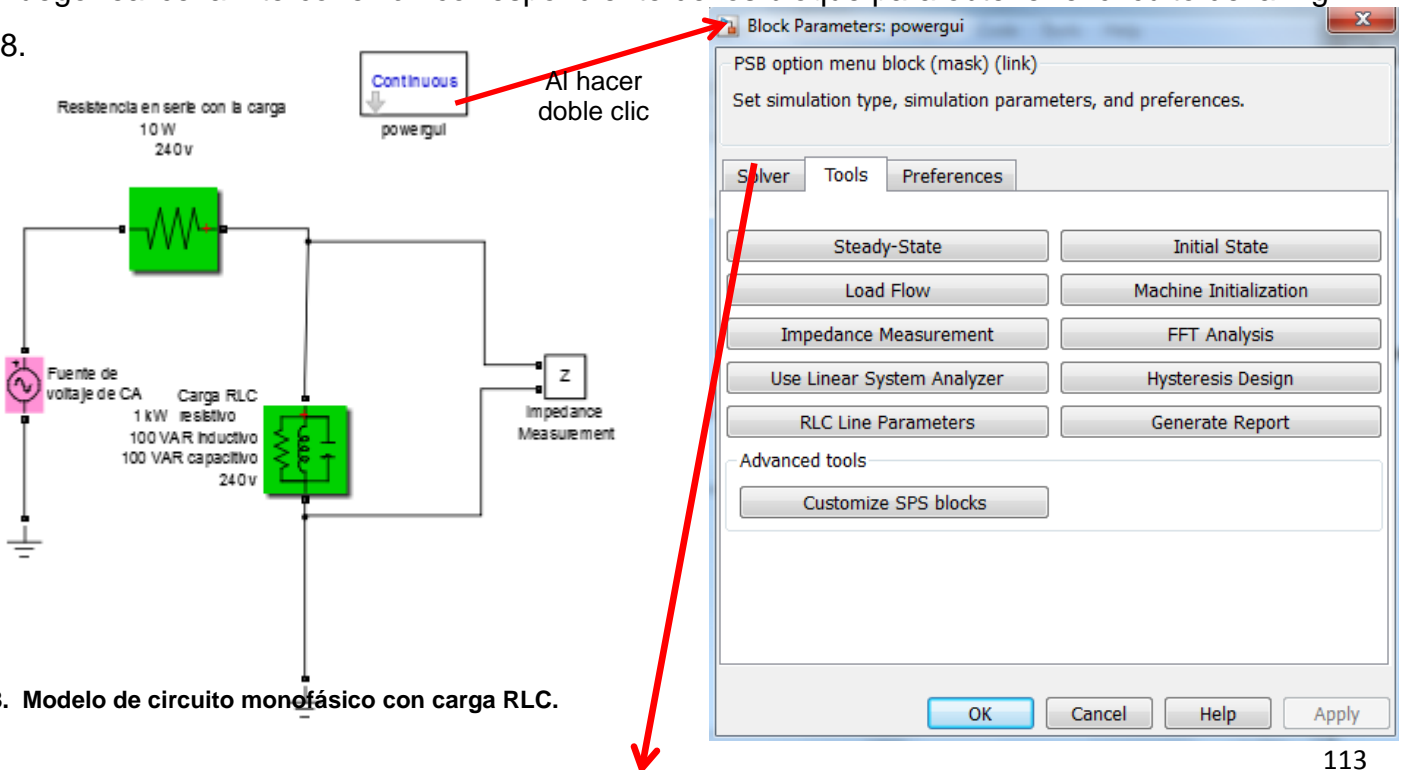 8.
Continuous
powergui
Al hacer
doble clic
Resistencia en serie con la carga
10 W
240 v
Fuente de
voltaje de CA
Carga RLC
1 kW resistivo
100 VAR Inductivo
100 VAR capacitivo
240 v
Z
Impedance
Measurement
Modelo de circuito monofásico con carga RLC.
Block Parameters: powergui
PSB option menu block (mask) (link)
Set simulation type, simulation parameters, and preferences.
Solver Tools Preferences
Steady-State Initial State
Load Flow Machine Initialization
Impedance Measurement FFT Analysis
Use Linear System Analyzer Hysteresis Design
RLC Line Parameters Generate Report
Advanced tools
Customize SPS blocks
OK Cancel Help Apply
113